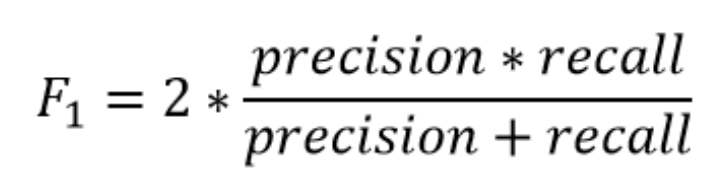 F₁ = 2 * precision * recall / precision + recall